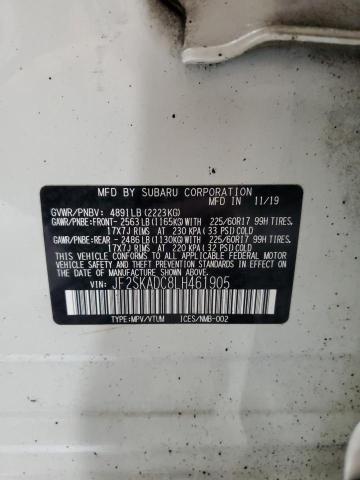 MFD BY SUBARU CORPORATION
MFD IN 11/19
GVWR/PNBV: 4891LB (2223KG)
GAWR/PNBE: FRONT- 2563LB (1165KG) 225/60R17 99H TIRES,
17X7J RIMS AT 230 KPA (33 PSI) COLD
GAWR/PNBE: REAR - 2486LB (1130KG) 225/60R17 99H TIRES,
17X7J RIMS AT 220 KPA (32 PSI) COLD
THIS VEHICLE CONFORMS TO ALL APPLICABLE FEDERAL MOTOR
VEHICLE SAFETY, BUMPER, AND THEFT PREVENTION STANDARDS
IN EFFECT ON THE DATE OF MANUFACTURE SHOWN ABOVE.
VIN: JF2SKADC8LH461905
TYPE:MPV/VTUM ICES/NMB-002